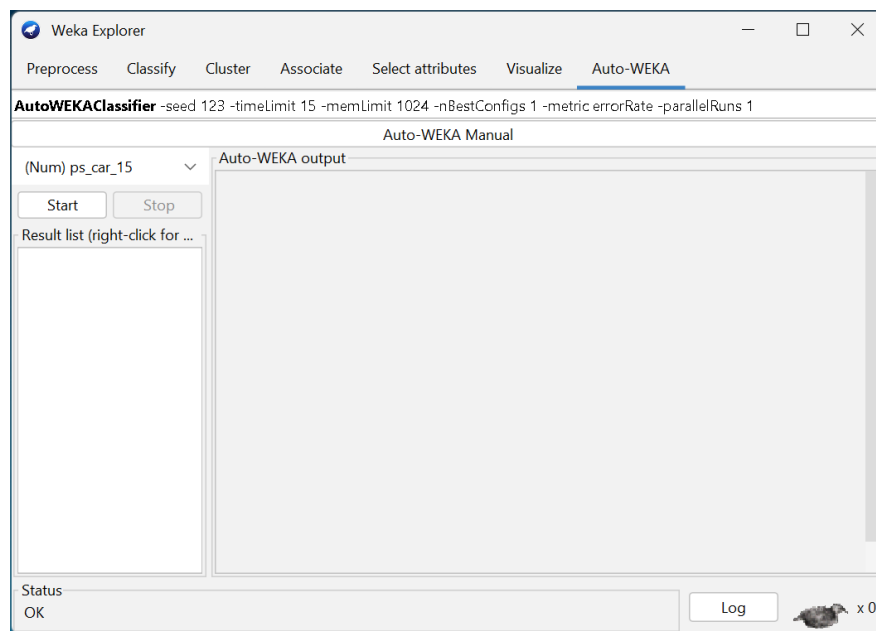 Weka Explorer
Preprocess Classify Cluster Associate Select attributes Visualize Auto-WEKA
AutoWEKAClassifier -seed 123 -timeLimit 15 -memLimit 1024 -nBestConfigs 1 -metric errorRate -parallelRuns 1
Auto-WEKA Manual
(Num) ps_car_15
Auto-WEKA output
Start Stop
Result list (right-click for ...
Status
OK
Log
x 0